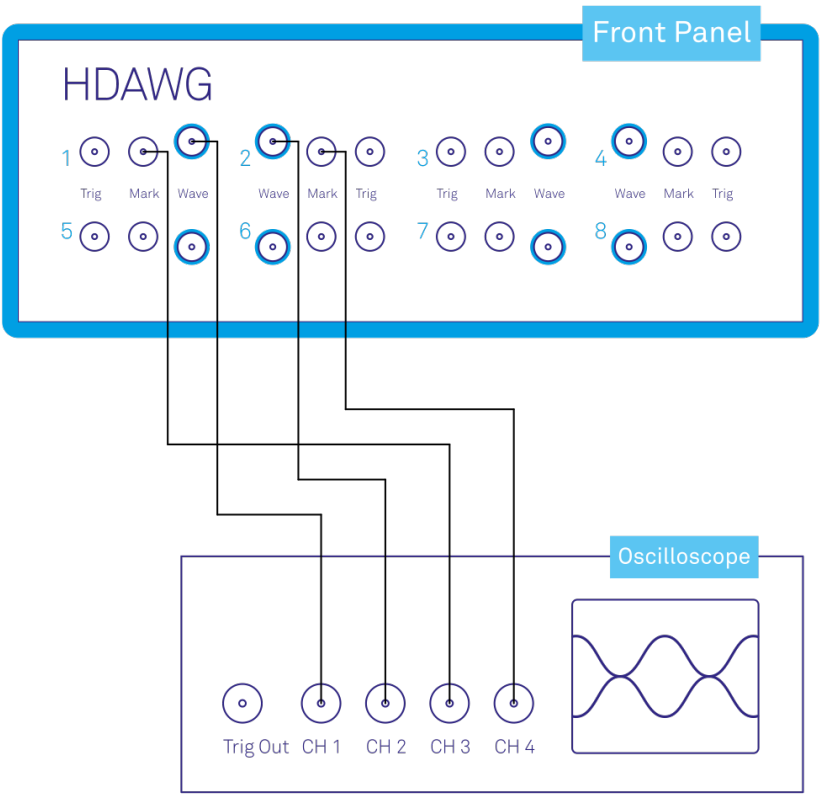 Front Panel
HDAWG
1 2 3 4
Trig Mark Wave Wave Mark Trig Trig Mark Wave Wave Mark Trig
5 6 7 8
Oscilloscope
Trig Out CH 1 CH 2 CH 3 CH 4